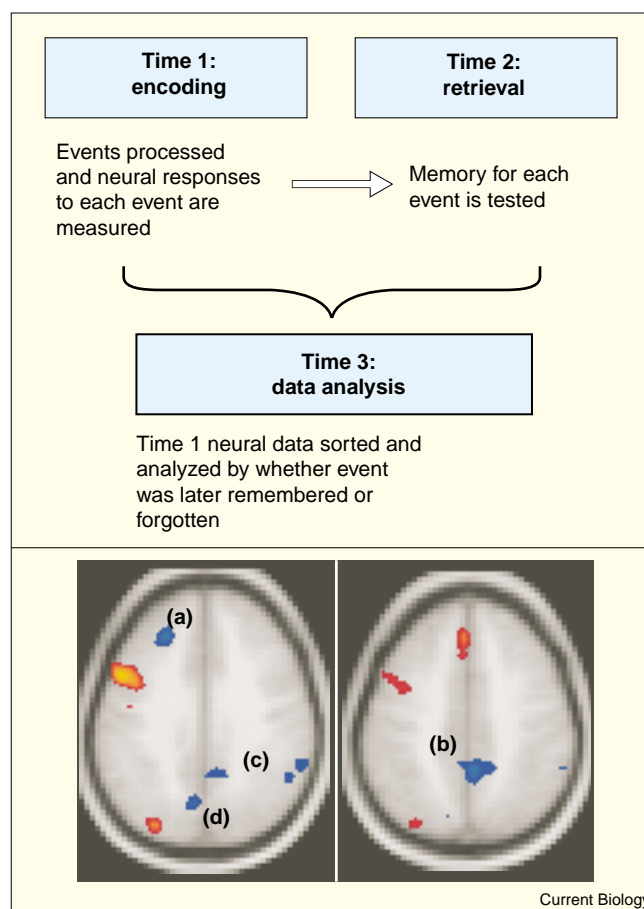 Time 1:
encoding
Time 2:
retrieval
Events processed
and neural responses
to each event are
measured
Memory for each
event is tested
Time 3:
data analysis
Time 1 neural data sorted and
analyzed by whether event
was later remembered or
forgotten
(a)
(b)
(c)
(d)
Current Biology